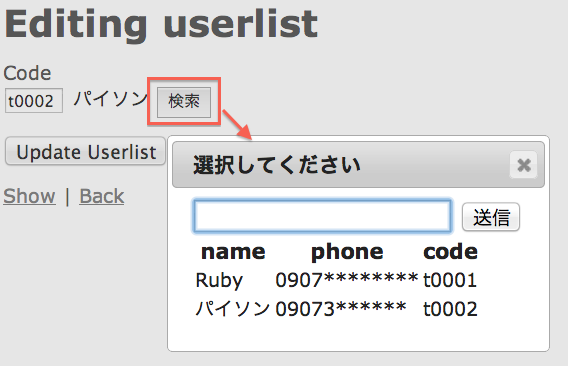 Editing userlist
Code
t0002 パイソン 検索
Update Userlist
Show | Back
選択してください
送信
name phone code
Ruby 0907******** t0001
パイソン 09073****** t0002